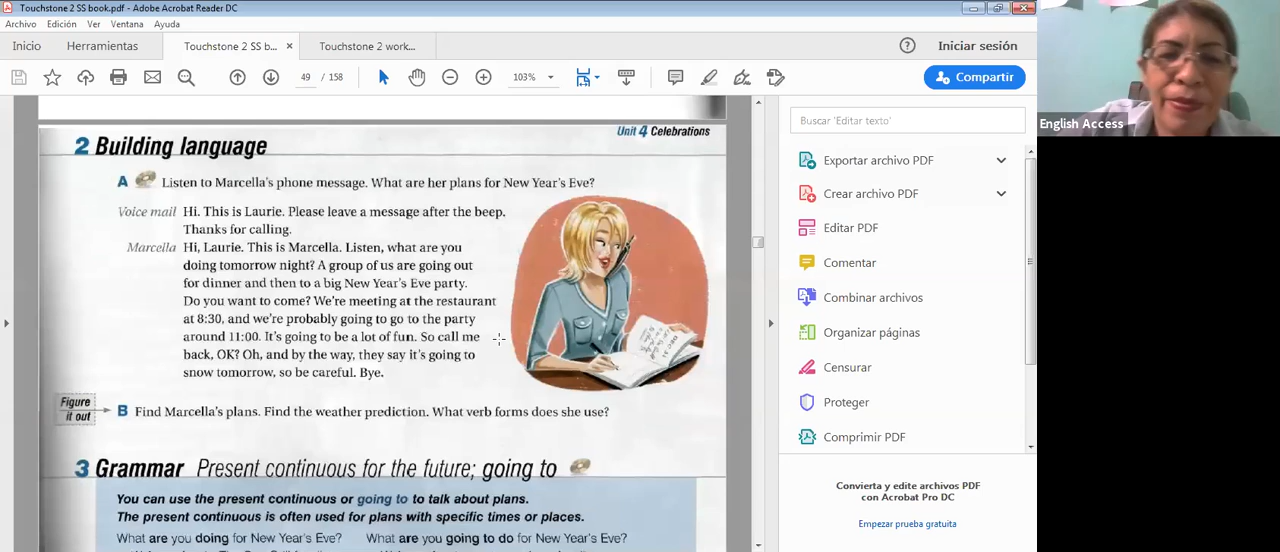 Touchstone 2 SS book.pdf - Adobe Acrobat Reader DC
Archivo Edición Ver Ventana Ayuda
Inicio Herramientas Touchstone 2 SS b... × Touchstone 2 work... Iniciar sesión
49 / 158 103% Compartir
Unit 4 Celebrations
2 Building language
A Listen to Marcella's phone message. What are her plans for New Year's Eve?
Voice mail Hi. This is Laurie. Please leave a message after the beep.
Thanks for calling.
Marcella Hi, Laurie. This is Marcella. Listen, what are you
doing tomorrow night? A group of us are going out
for dinner and then to a big New Year's Eve party.
Do you want to come? We're meeting at the restaurant
at 8:30, and we're probably going to go to the party
around 11:00. It's going to be a lot of fun. So call me
back, OK? Oh, and by the way, they say it's going to
snow tomorrow, so be careful. Bye.
Figure
it out
B Find Marcella's plans. Find the weather prediction. What verb forms does she use?
3 Grammar Present continuous for the future; going to
You can use the present continuous or going to to talk about plans.
The present continuous is often used for plans with specific times or places.
What are you doing for New Year's Eve? What are you going to do for New Year's Eve?
Buscar 'Editar texto'
Exportar archivo PDF
Crear archivo PDF
Editar PDF
Comentar
Combinar archivos
Organizar páginas
Censurar
Proteger
Comprimir PDF
Convierta y edite archivos PDF
con Acrobat Pro DC
Empezar prueba gratuita
English Access